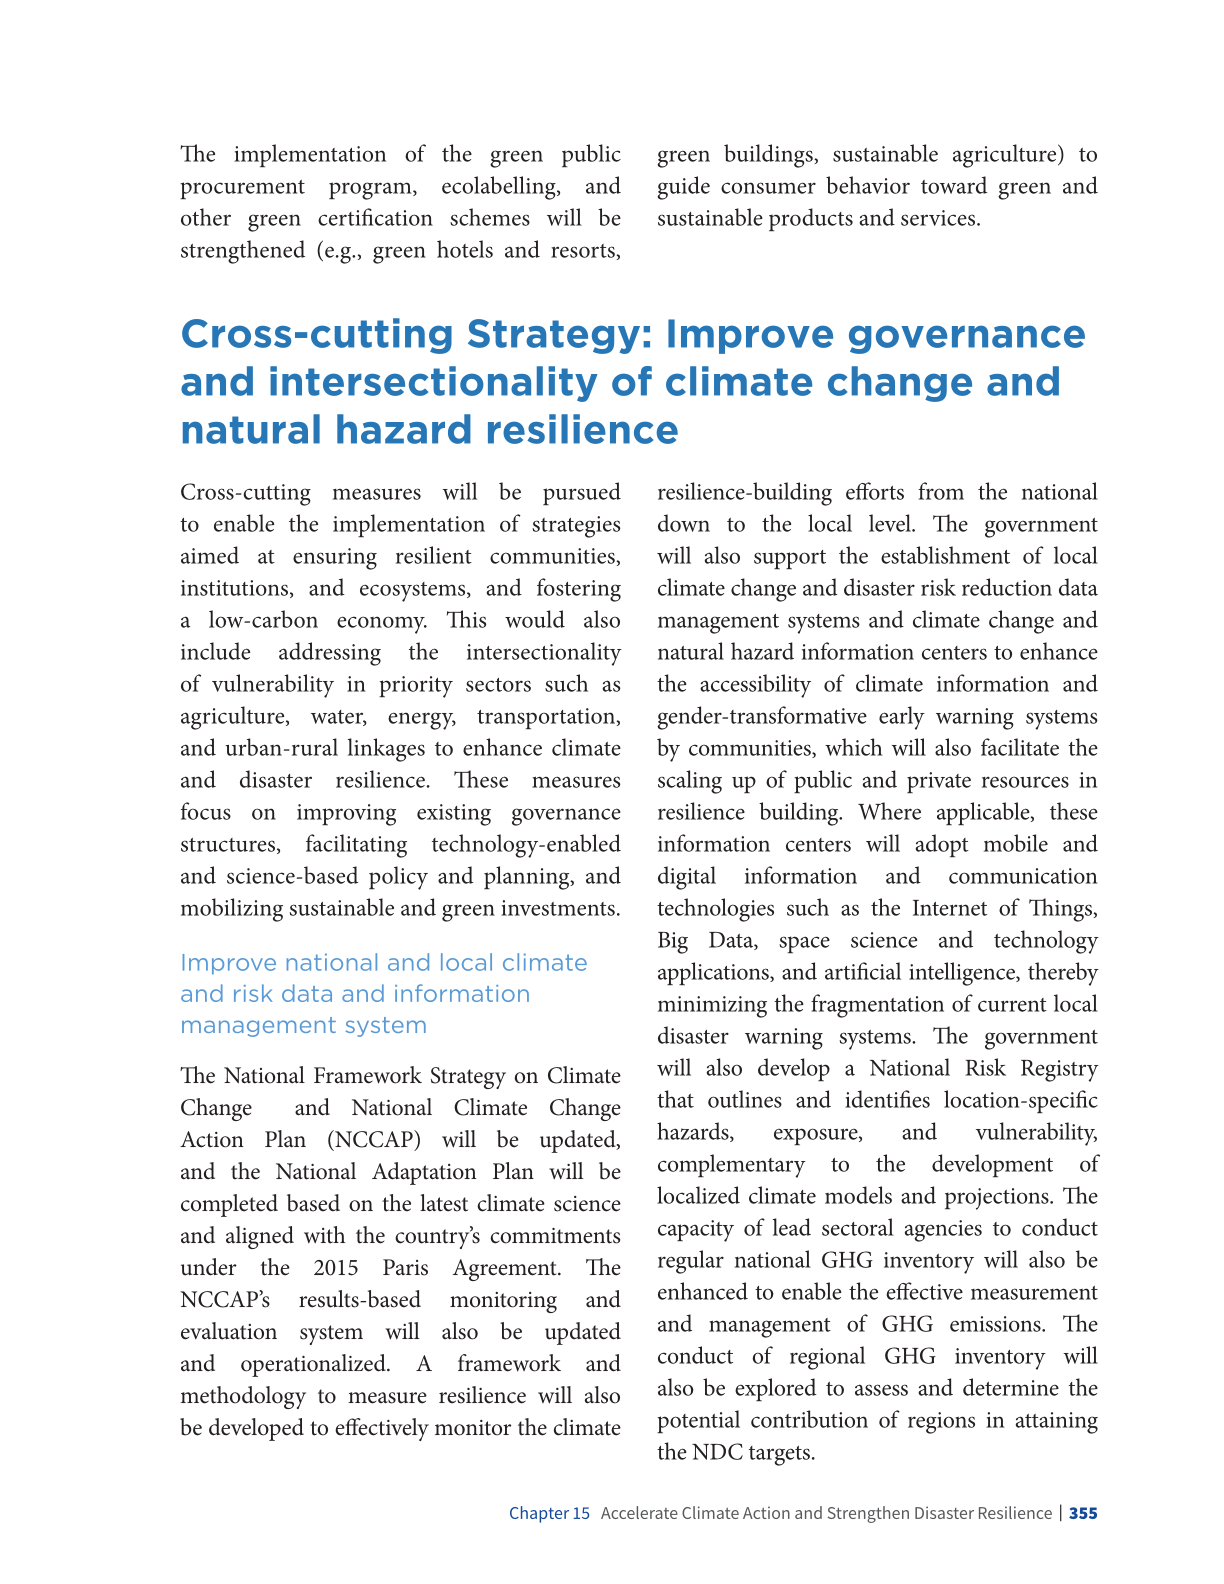 The implementation of the green public
procurement program, ecolabelling, and
other green certification schemes will be
strengthened (e.g., green hotels and resorts,
green buildings, sustainable agriculture) to
guide consumer behavior toward green and
sustainable products and services.
Cross-cutting Strategy: Improve governance
and intersectionality of climate change and
natural hazard resilience
Cross-cutting measures will be pursued
to enable the implementation of strategies
aimed at ensuring resilient communities,
institutions, and ecosystems, and fostering
a low-carbon economy. This would also
include addressing the intersectionality
of vulnerability in priority sectors such as
agriculture, water, energy, transportation,
and urban-rural linkages to enhance climate
and disaster resilience. These measures
focus on improving existing governance
structures, facilitating technology-enabled
and science-based policy and planning, and
mobilizing sustainable and green investments.
Improve national and local climate
and risk data and information
management system
The National Framework Strategy on Climate
Change and National Climate Change
Action Plan (NCCAP) will be updated,
and the National Adaptation Plan will be
completed based on the latest climate science
and aligned with the country’s commitments
under the 2015 Paris Agreement. The
NCCAP’s results-based monitoring and
evaluation system will also be updated
and operationalized. A framework and
methodology to measure resilience will also
be developed to effectively monitor the climate
resilience-building efforts from the national
down to the local level. The government
will also support the establishment of local
climate change and disaster risk reduction data
management systems and climate change and
natural hazard information centers to enhance
the accessibility of climate information and
gender-transformative early warning systems
by communities, which will also facilitate the
scaling up of public and private resources in
resilience building. Where applicable, these
information centers will adopt mobile and
digital information and communication
technologies such as the Internet of Things,
Big Data, space science and technology
applications, and artificial intelligence, thereby
minimizing the fragmentation of current local
disaster warning systems. The government
will also develop a National Risk Registry
that outlines and identifies location-specific
hazards, exposure, and vulnerability,
complementary to the development of
localized climate models and projections. The
capacity of lead sectoral agencies to conduct
regular national GHG inventory will also be
enhanced to enable the effective measurement
and management of GHG emissions. The
conduct of regional GHG inventory will
also be explored to assess and determine the
potential contribution of regions in attaining
the NDC targets.
Chapter 15 Accelerate Climate Action and Strengthen Disaster Resilience | 355